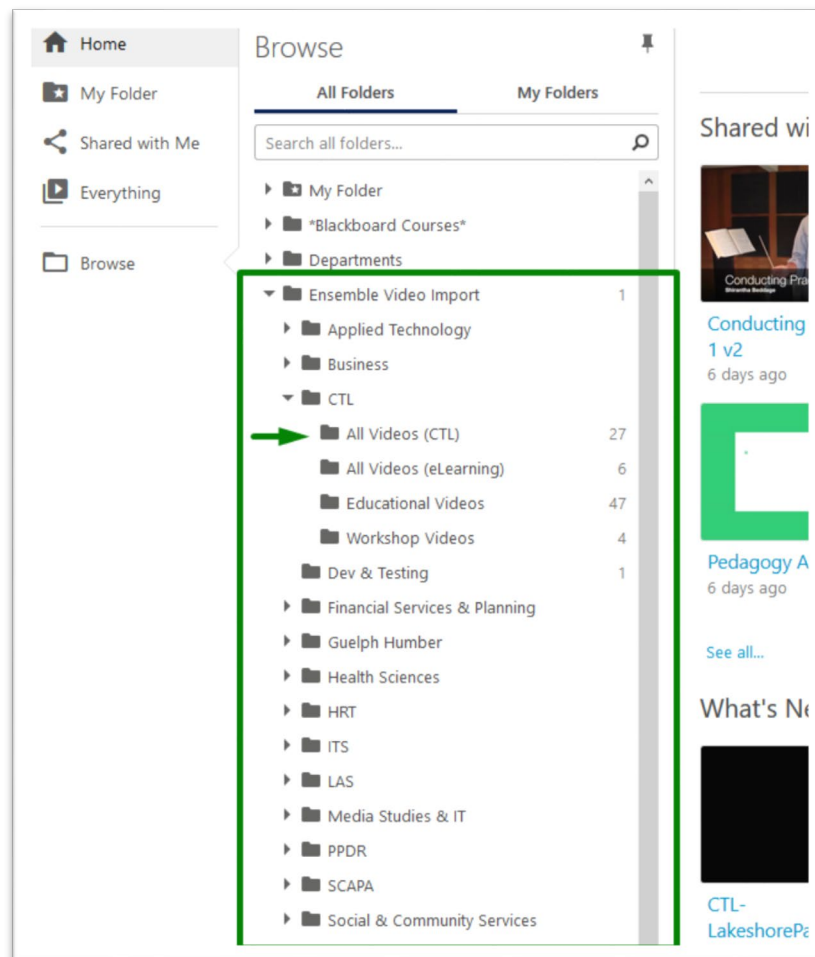 Home
My Folder
Shared with Me
Everything
Browse
Browse
All Folders My Folders
Search all folders...
My Folder
*Blackboard Courses*
Departments
Ensemble Video Import 1
Applied Technology
Business
CTL
All Videos (CTL) 27
All Videos (eLearning) 6
Educational Videos 47
Workshop Videos 4
Dev & Testing 1
Financial Services & Planning
Guelph Humber
Health Sciences
HRT
ITS
LAS
Media Studies & IT
PPDR
SCAPA
Social & Community Services
Shared wi
Conducting Pra
Shirantha Beddage
Conducting
1 v2
6 days ago
Pedagogy A
6 days ago
See all...
What's Ne
CTL-
LakeshorePa